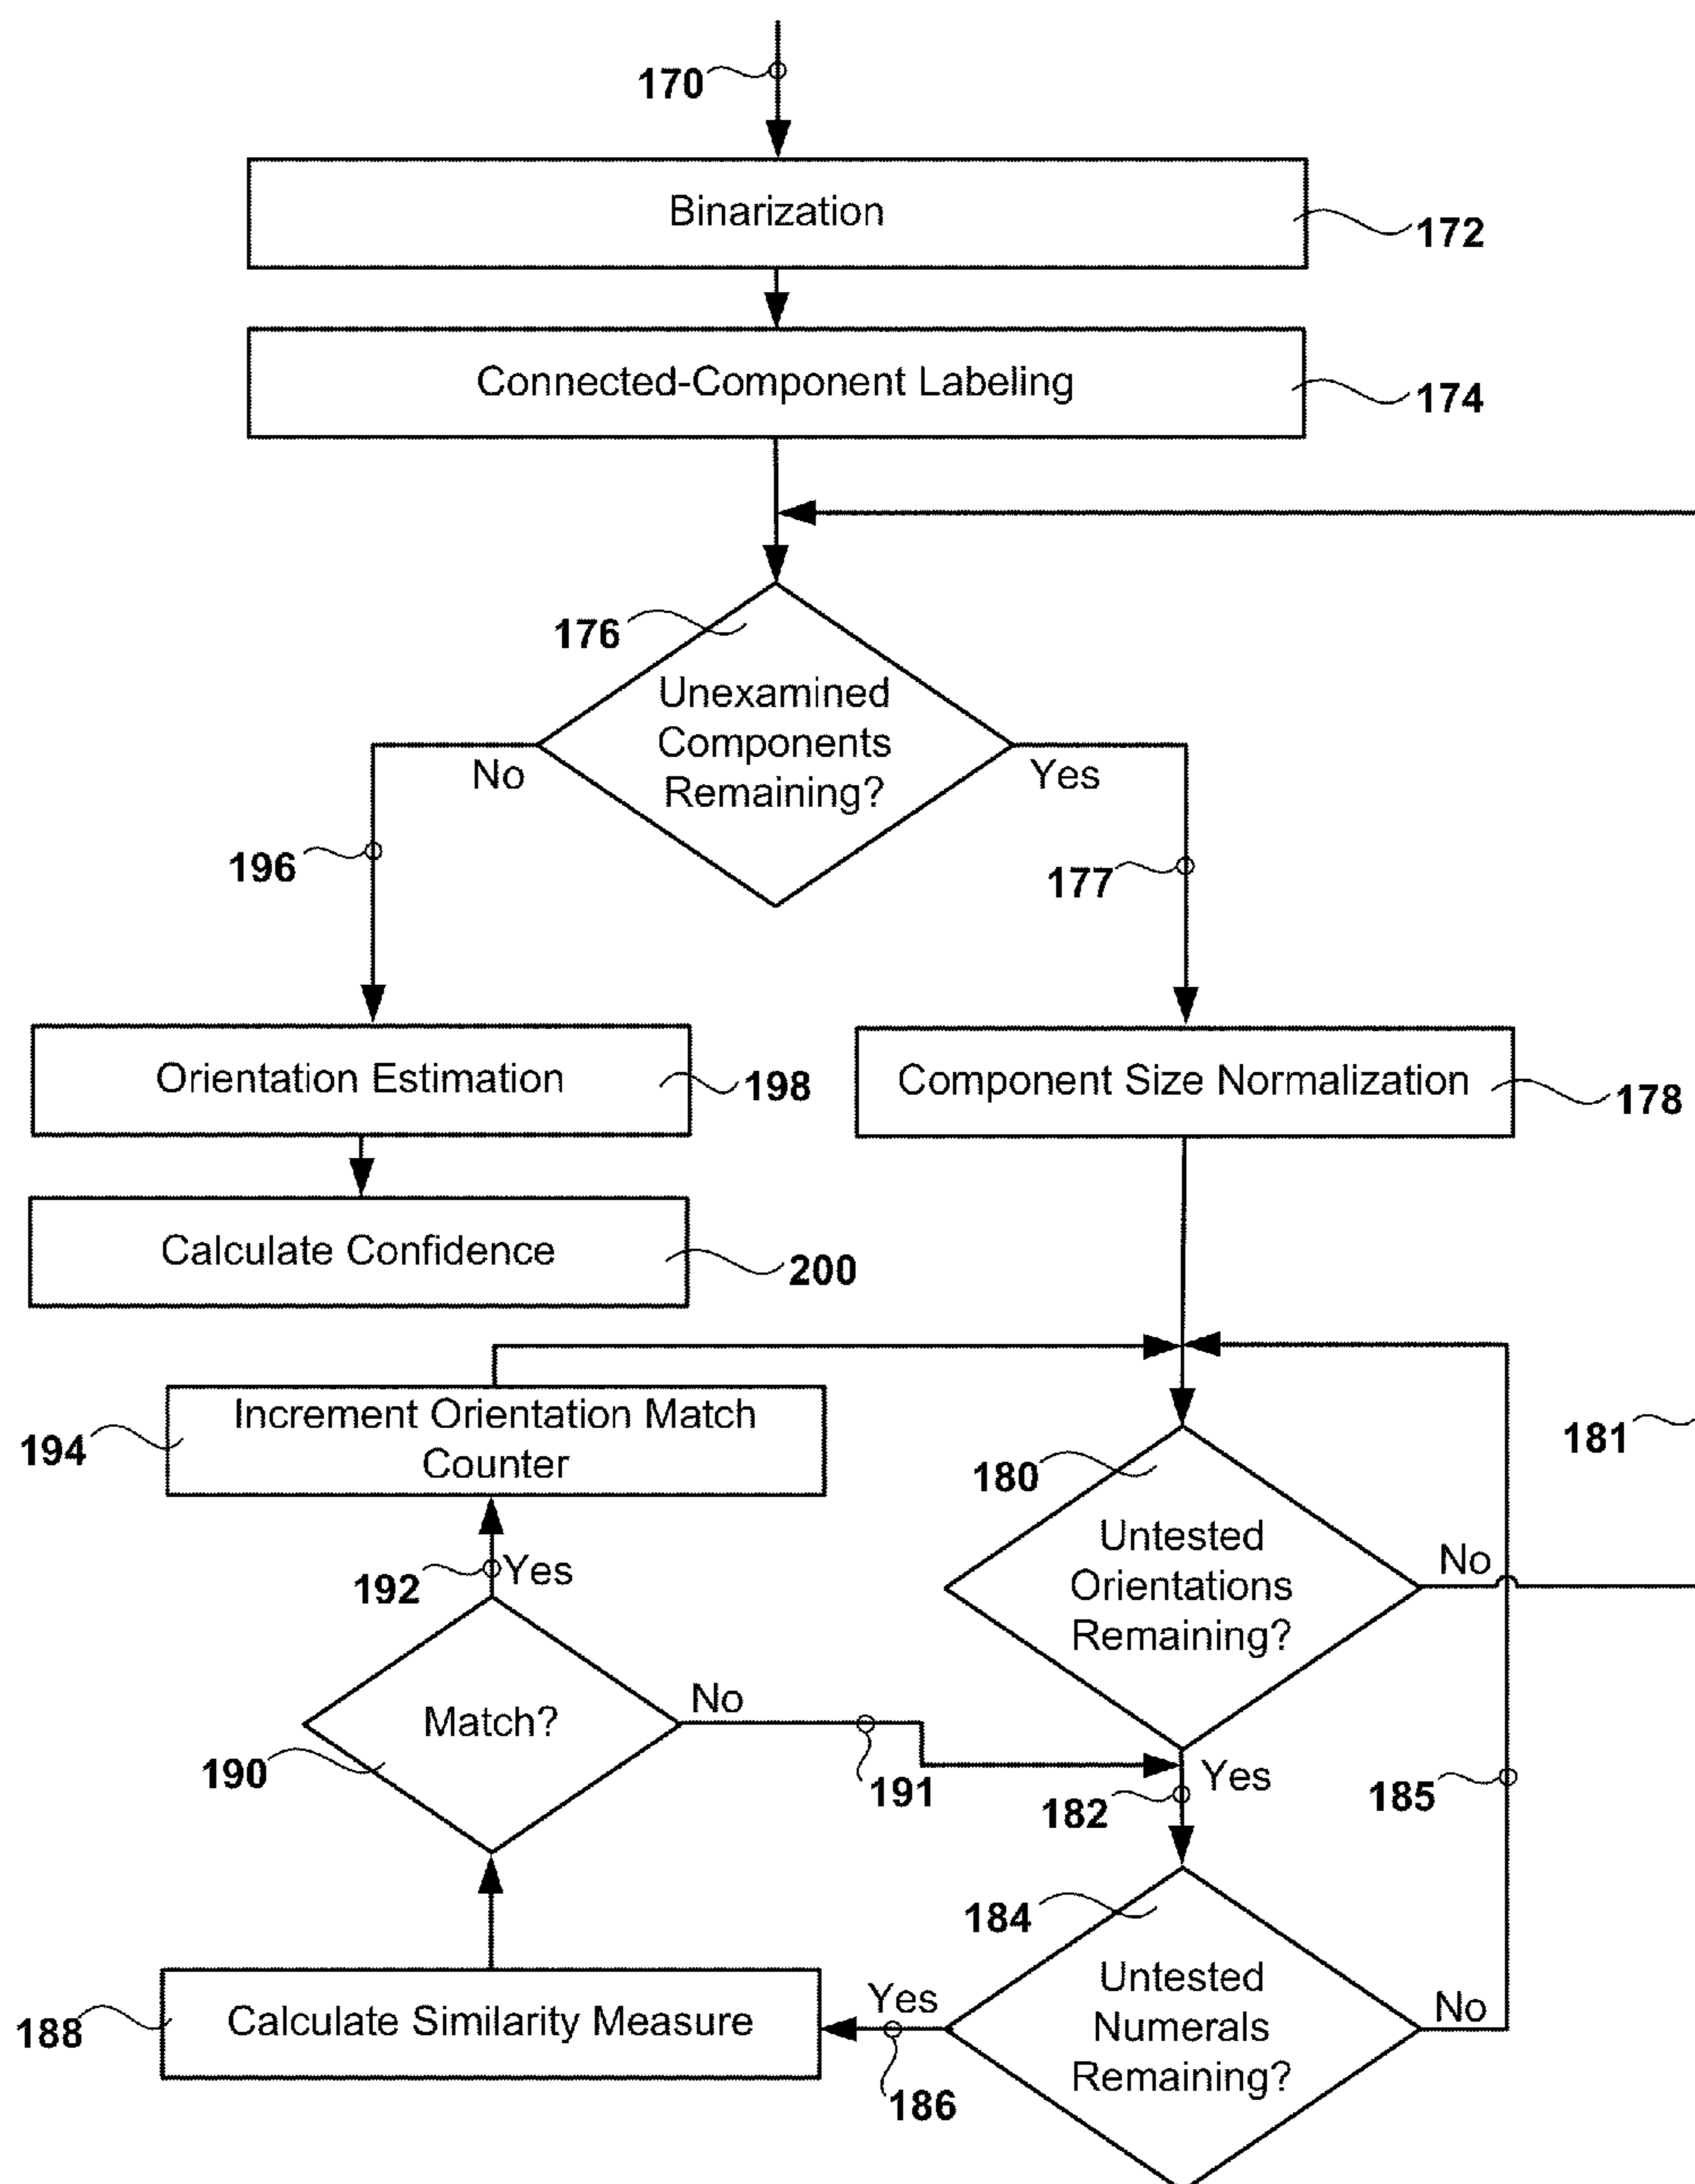 170
Binarization
172
Connected-Component Labeling
174
176
Unexamined
Components
Remaining?
No
Yes
196
177
Orientation Estimation
198
Component Size Normalization
178
Calculate Confidence
200
Increment Orientation Match
Counter
194
181
180
Untested
Orientations
Remaining?
No
192
Yes
Match?
No
190
191
Yes
182
185
184
Untested
Numerals
Remaining?
Yes
No
188
Calculate Similarity Measure
186